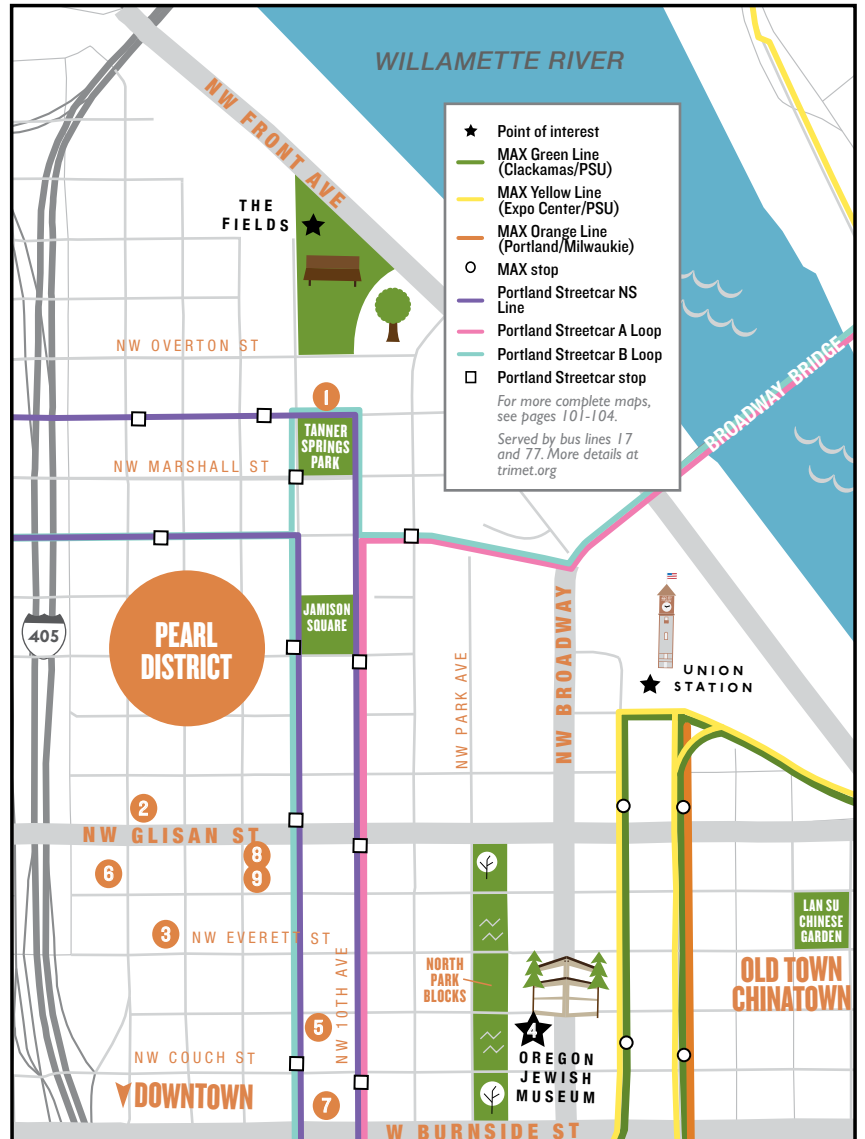 WILLAMETTE RIVER
NW FRONT AVE
THE
FIELDS
Point of interest
MAX Green Line
(Clackamas/PSU)
MAX Yellow Line
(Expo Center/PSU)
MAX Orange Line
(Portland/Milwaukie)
MAX stop
Portland Streetcar NS
Line
Portland Streetcar A Loop
Portland Streetcar B Loop
Portland Streetcar stop
For more complete maps,
see pages 101-104.
Served by bus lines 17
and 77. More details at
trimet.org
BROADWAY BRIDGE
NW OVERTON ST
1
TANNER
SPRINGS
PARK
NW MARSHALL ST
JAMISON
SQUARE
405
PEARL
DISTRICT
NW PARK AVE
NW BROADWAY
UNION
STATION
2
NW GLISAN ST
8
6
9
3
NW EVERETT ST
NW 10TH AVE
LAN SU
CHINESE
GARDEN
NORTH
PARK
BLOCKS
OLD TOWN
CHINATOWN
5
4
OREGON
JEWISH
MUSEUM
NW COUCH ST
DOWNTOWN
7
W BURNSIDE ST